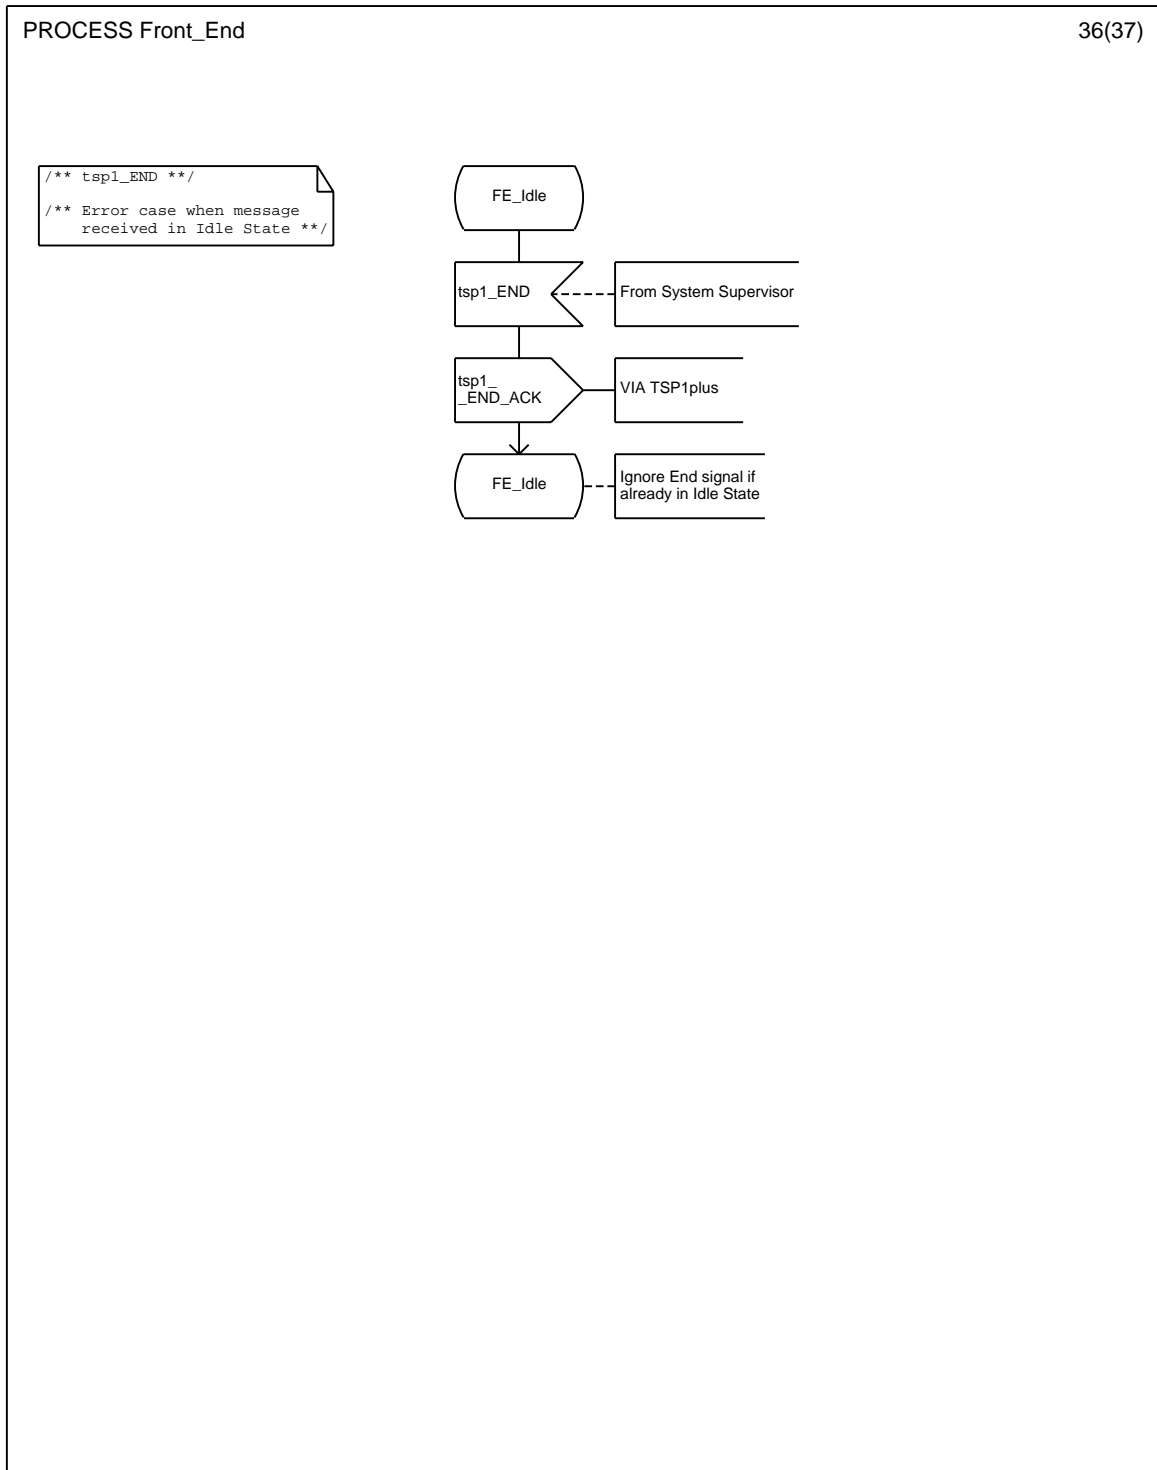 PROCESS Front_End
36(37)
/** tsp1_END **/
/** Error case when message
received in Idle State **/
FE_Idle
tsp1_END
From System Supervisor
tsp1_
_END_ACK
VIA TSP1plus
FE_Idle
Ignore End signal if
already in Idle State